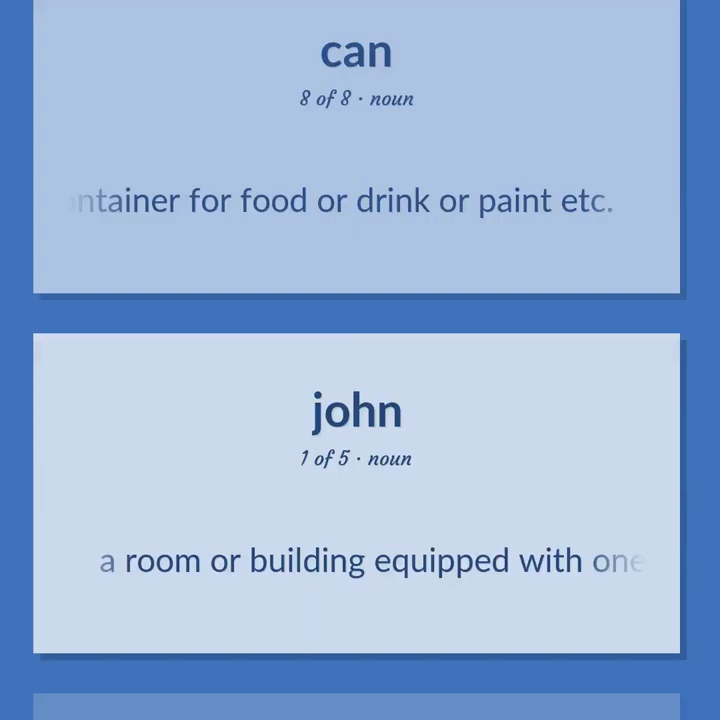 can
8 of 8 · noun
ntainer for food or drink or paint etc.
john
1 of 5 · noun
a room or building equipped with one